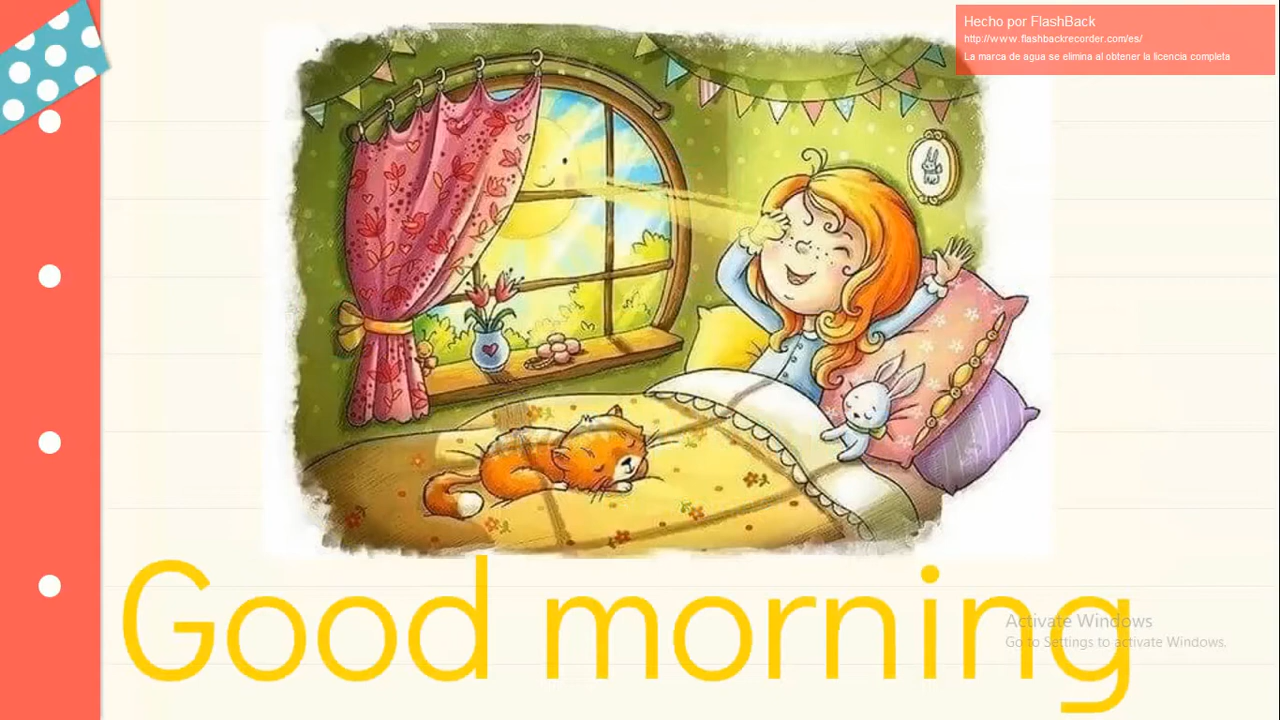 Hecho por FlashBack
http://www.flashbackrecorder.com/es/
La marca de agua se elimina al obtener la licencia completa
Good morning
Activate Windows
Go to Settings to activate Windows.